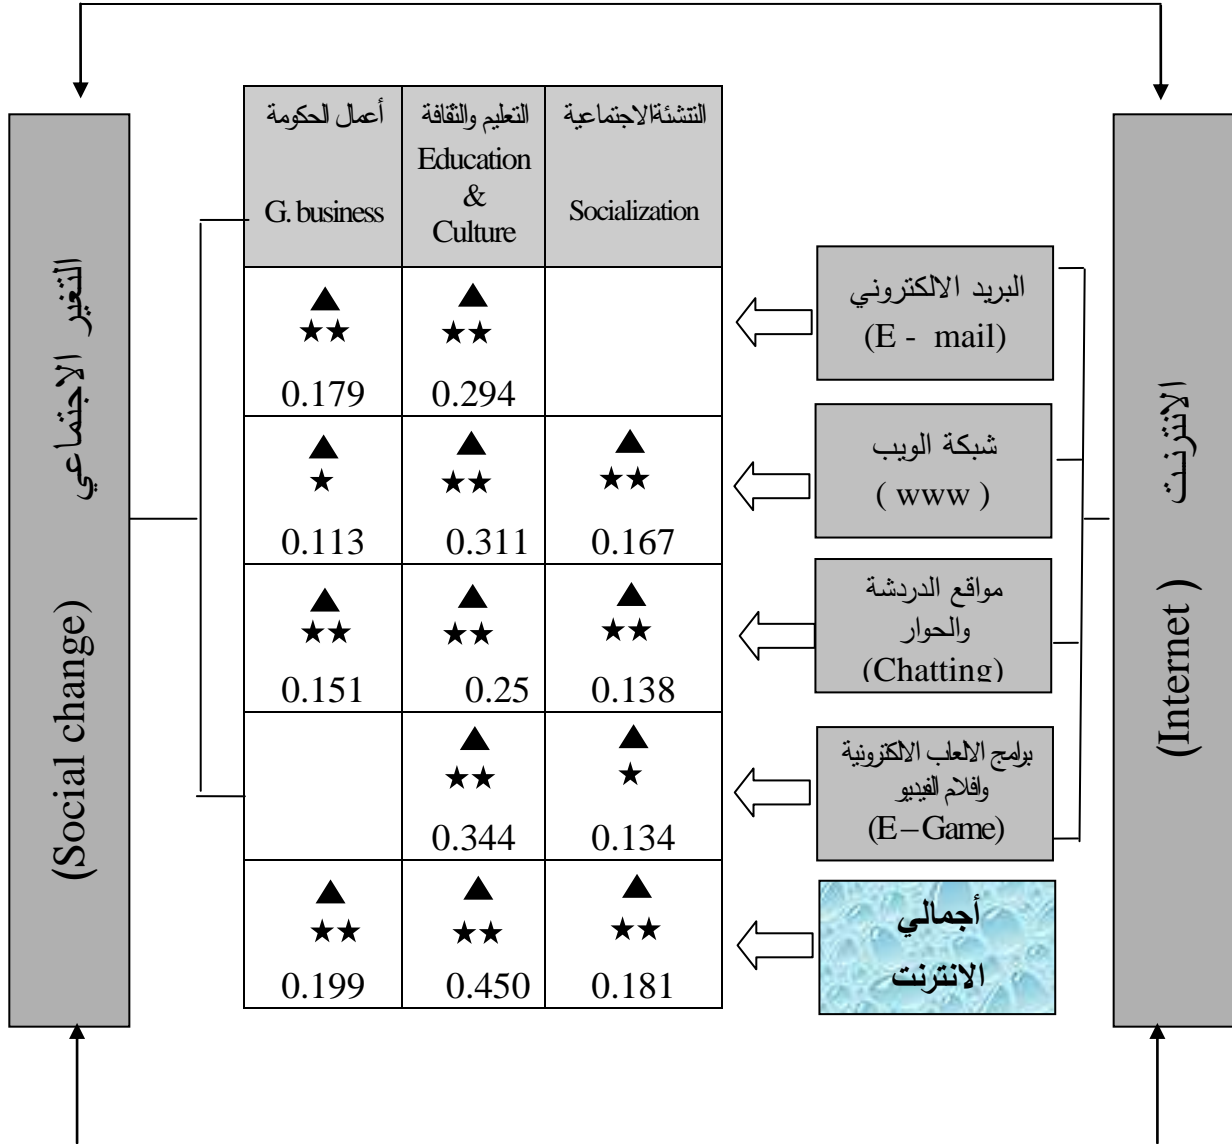 التنشئة الاجتماعية
Socialization
التعليم والثقافة
Education
&
Culture
أعمال الحكومة
G. business
الانترنت
(Internet)
البريد الالكتروني
(E - mail)
▲ ▲
★★ ★★
0.179 0.294
شبكة الويب
( www )
▲ ▲ ▲
★ ★★ ★★
0.113 0.311 0.167
مواقع الدردشة
والحوار
(Chatting)
▲ ▲ ▲
★★ ★★ ★★
0.151 0.25 0.138
برامج الالعاب الالكترونية
وافلام الفيديو
(E–Game)
▲ ▲
★★ ★
0.344 0.134
أجمالي
الانترنت
▲ ▲ ▲
★★ ★★ ★★
0.199 0.450 0.181
التغير الاجتماعي
(Social change)